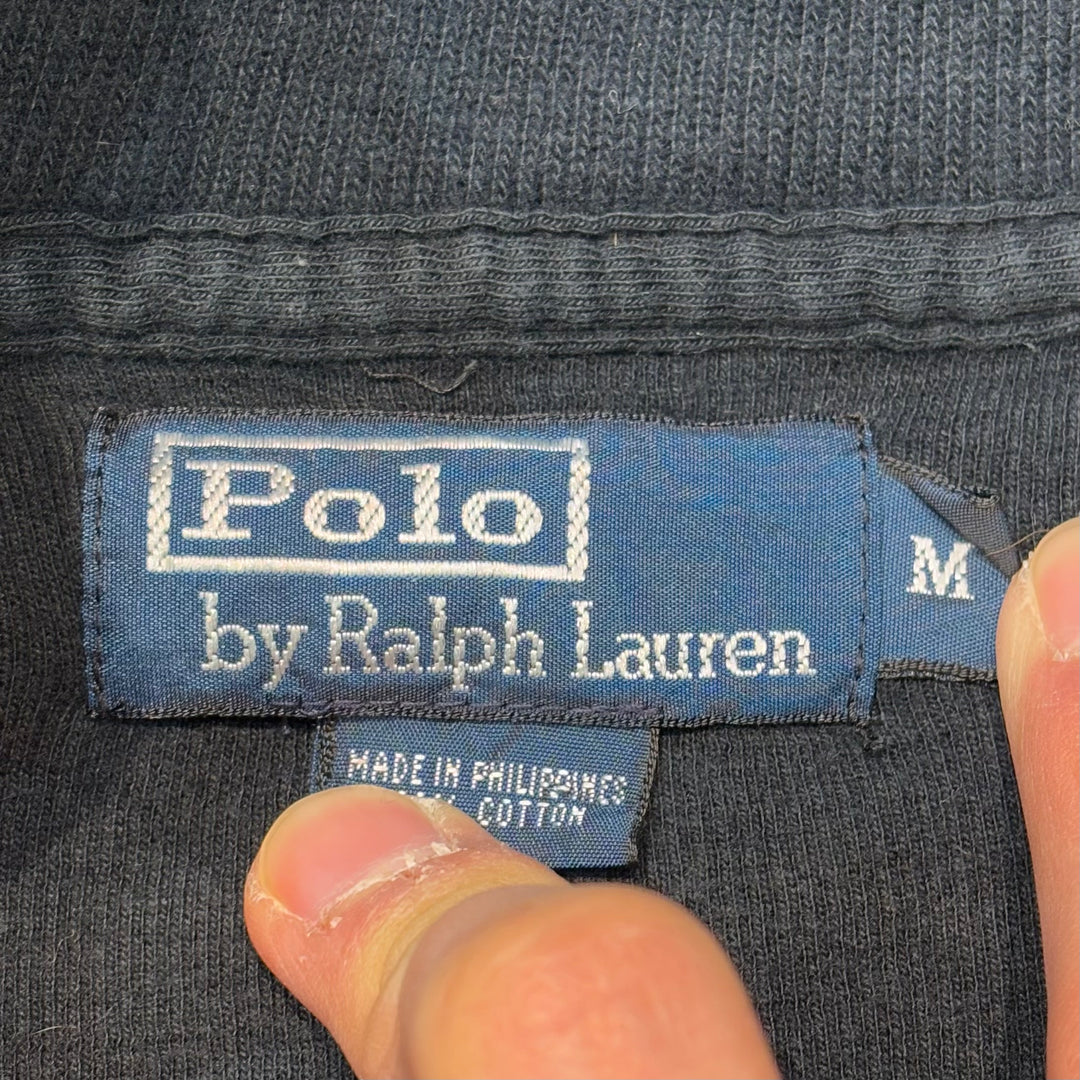 Polo
by Ralph Lauren
M
MADE IN PHILIPPINES
COTTON